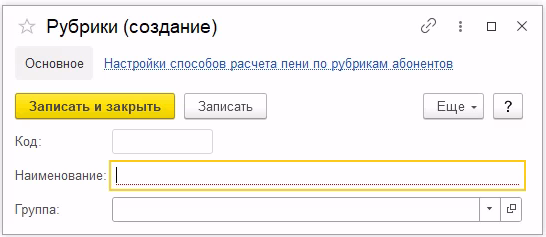 Рубрики (создание)
Основное Настройки способов расчета пени по рубрикам абонентов
Записать и закрыть Записать Еще ?
Код:
Наименование:
Группа: